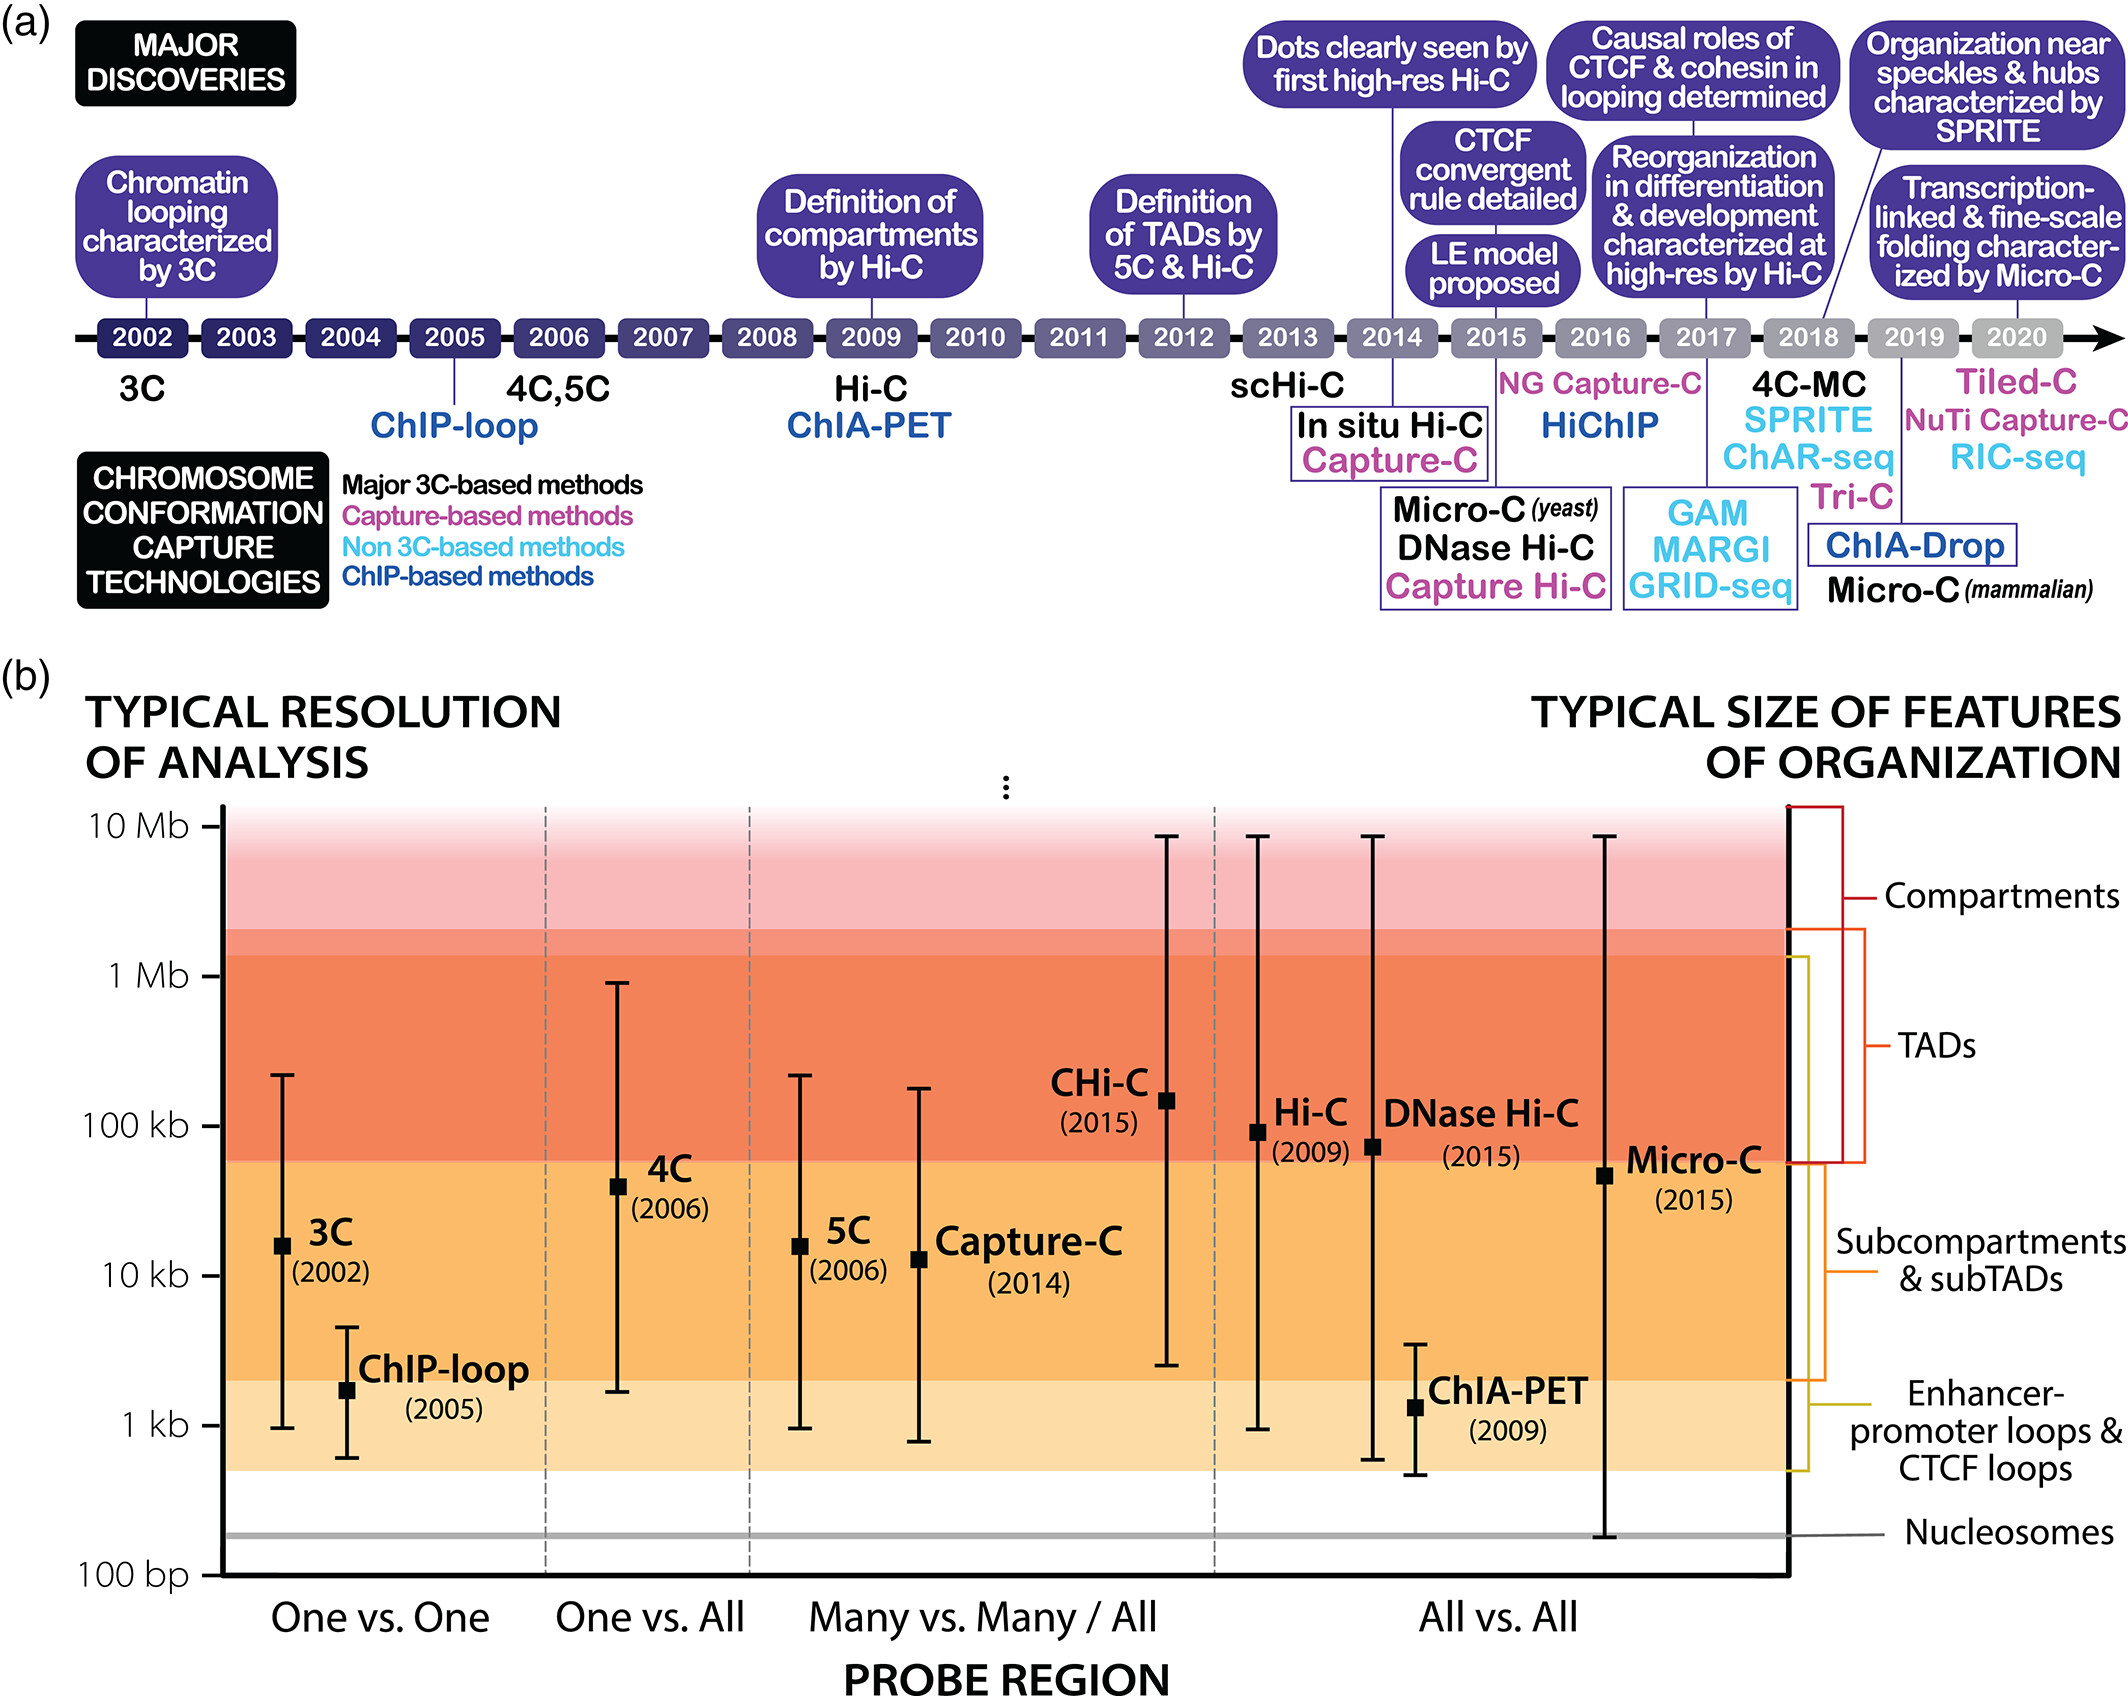 (a)
MAJOR
DISCOVERIES
Chromatin
looping
characterized
by 3C
Definition of
compartments
by Hi-C
Definition
of TADs by
5C & Hi-C
Dots clearly seen by
first high-res Hi-C
CTCF
convergent
rule detailed
LE model
proposed
Causal roles of
CTCF & cohesin in
looping determined
Reorganization
in differentiation
& development
characterized at
high-res by Hi-C
Organization near
speckles & hubs
characterized by
SPRITE
Transcription-
linked & fine-scale
folding character-
ized by Micro-C
2002 2003 2004 2005 2006 2007 2008 2009 2010 2011 2012 2013 2014 2015 2016 2017 2018 2019 2020
3C
ChIP-loop
4C,5C
Hi-C
ChIA-PET
scHi-C
In situ Hi-C
Capture-C
Micro-C (yeast)
DNase Hi-C
Capture Hi-C
NG Capture-C
HiChIP
GAM
MARGI
GRID-seq
4C-MC
SPRITE
ChAR-seq
Tri-C
ChIA-Drop
Micro-C (mammalian)
Tiled-C
NuTi Capture-C
RIC-seq
CHROMOSOME
CONFORMATION
CAPTURE
TECHNOLOGIES
Major 3C-based methods
Capture-based methods
Non 3C-based methods
ChIP-based methods
(b)
TYPICAL RESOLUTION
OF ANALYSIS
TYPICAL SIZE OF FEATURES
OF ORGANIZATION
10 Mb
1 Mb
100 kb
10 kb
1 kb
100 bp
3C
(2002)
ChIP-loop
(2005)
4C
(2006)
5C
(2006)
Capture-C
(2014)
CHi-C
(2015)
Hi-C
(2009)
DNase Hi-C
(2015)
ChIA-PET
(2009)
Micro-C
(2015)
Compartments
TADs
Subcompartments
& subTADs
Enhancer-
promoter loops &
CTCF loops
Nucleosomes
One vs. One
One vs. All
Many vs. Many / All
All vs. All
PROBE REGION